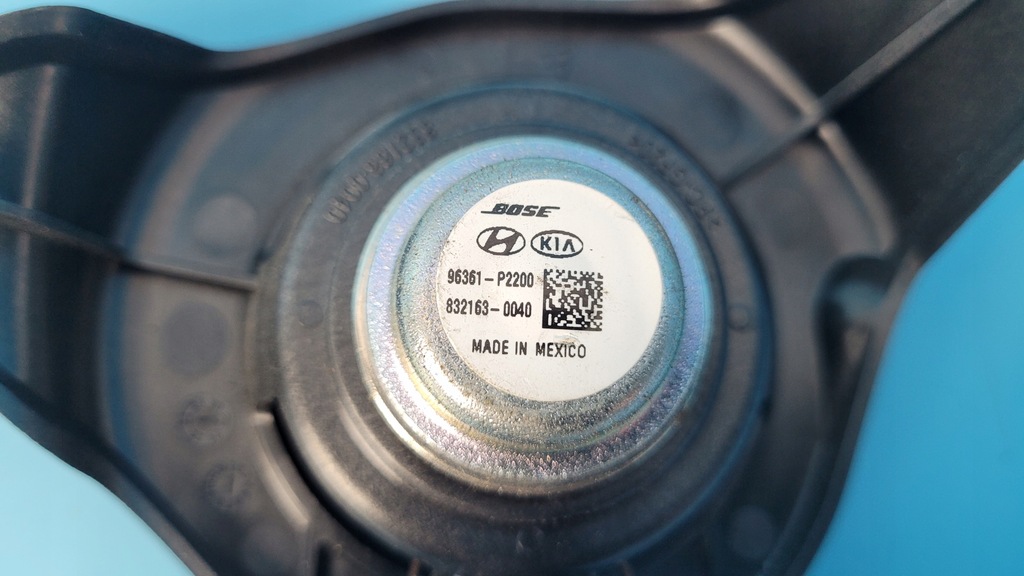 BOSE
KIA
96361-P2200
832163-0040
MADE IN MEXICO